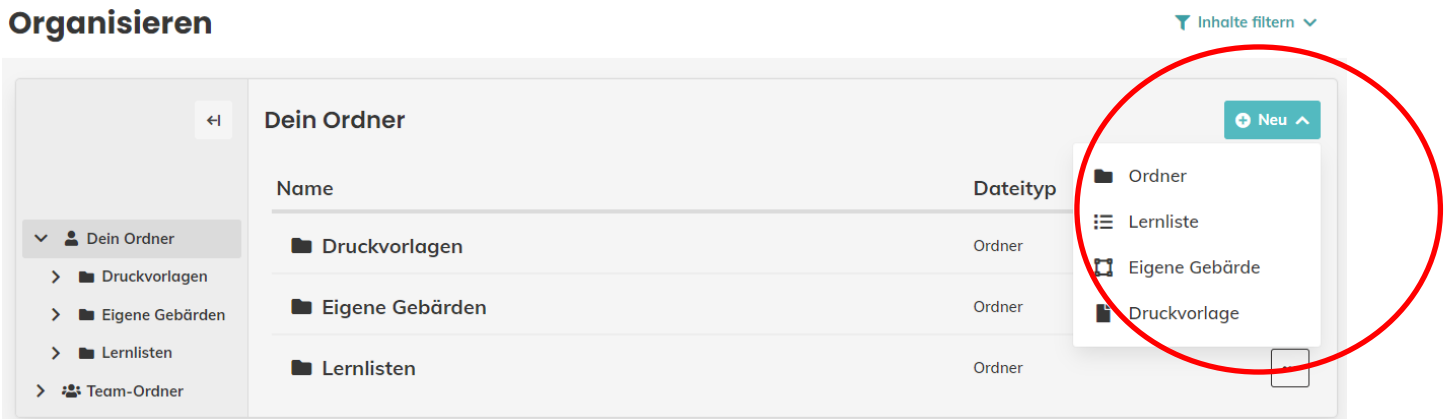 Organisieren
Inhalte filtern
Dein Ordner
Neu
Name
Dateityp
Ordner
Lernliste
Eigene Gebärde
Druckvorlage
Dein Ordner
Druckvorlagen
Eigene Gebärden
Lernlisten
Team-Ordner
Druckvorlagen Ordner
Eigene Gebärden Ordner
Lernlisten Ordner